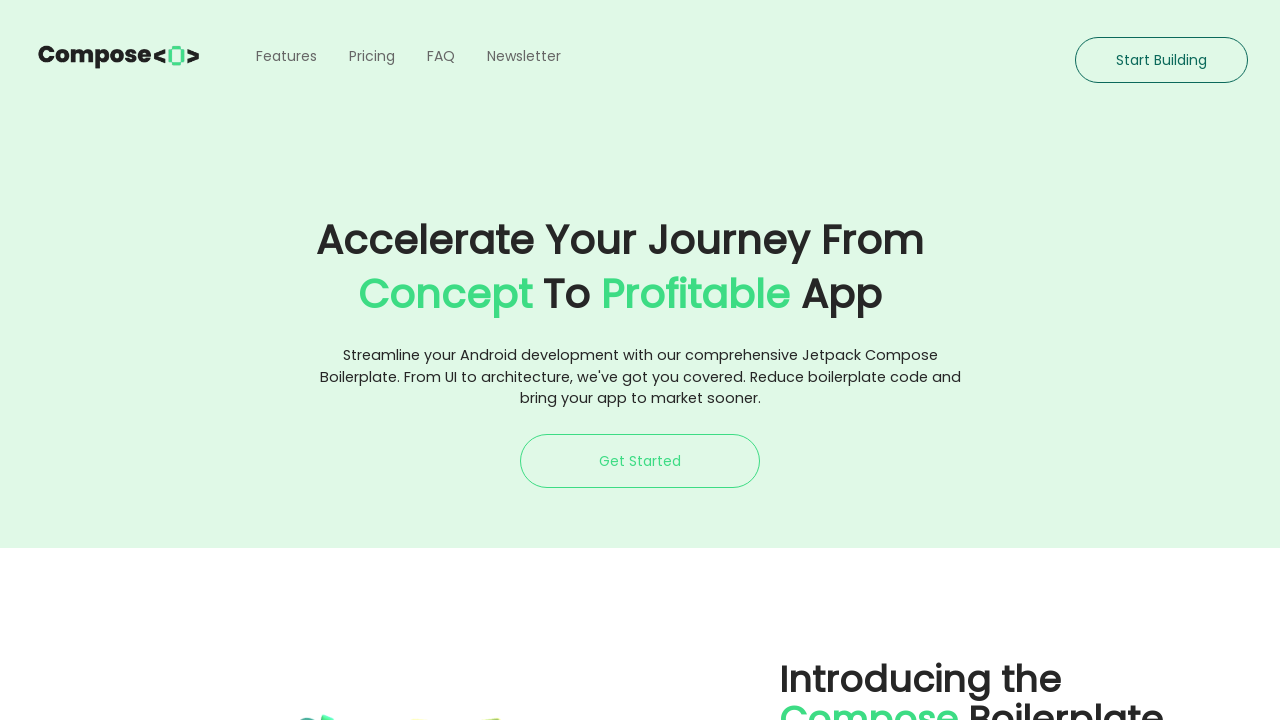 Compose<0>
Features
Pricing
FAQ
Newsletter
Start Building
Accelerate Your Journey From
Concept To Profitable App
Streamline your Android development with our comprehensive Jetpack Compose
Boilerplate. From UI to architecture, we've got you covered. Reduce boilerplate code and
bring your app to market sooner.
Get Started
Introducing the
Compose Boilerplate